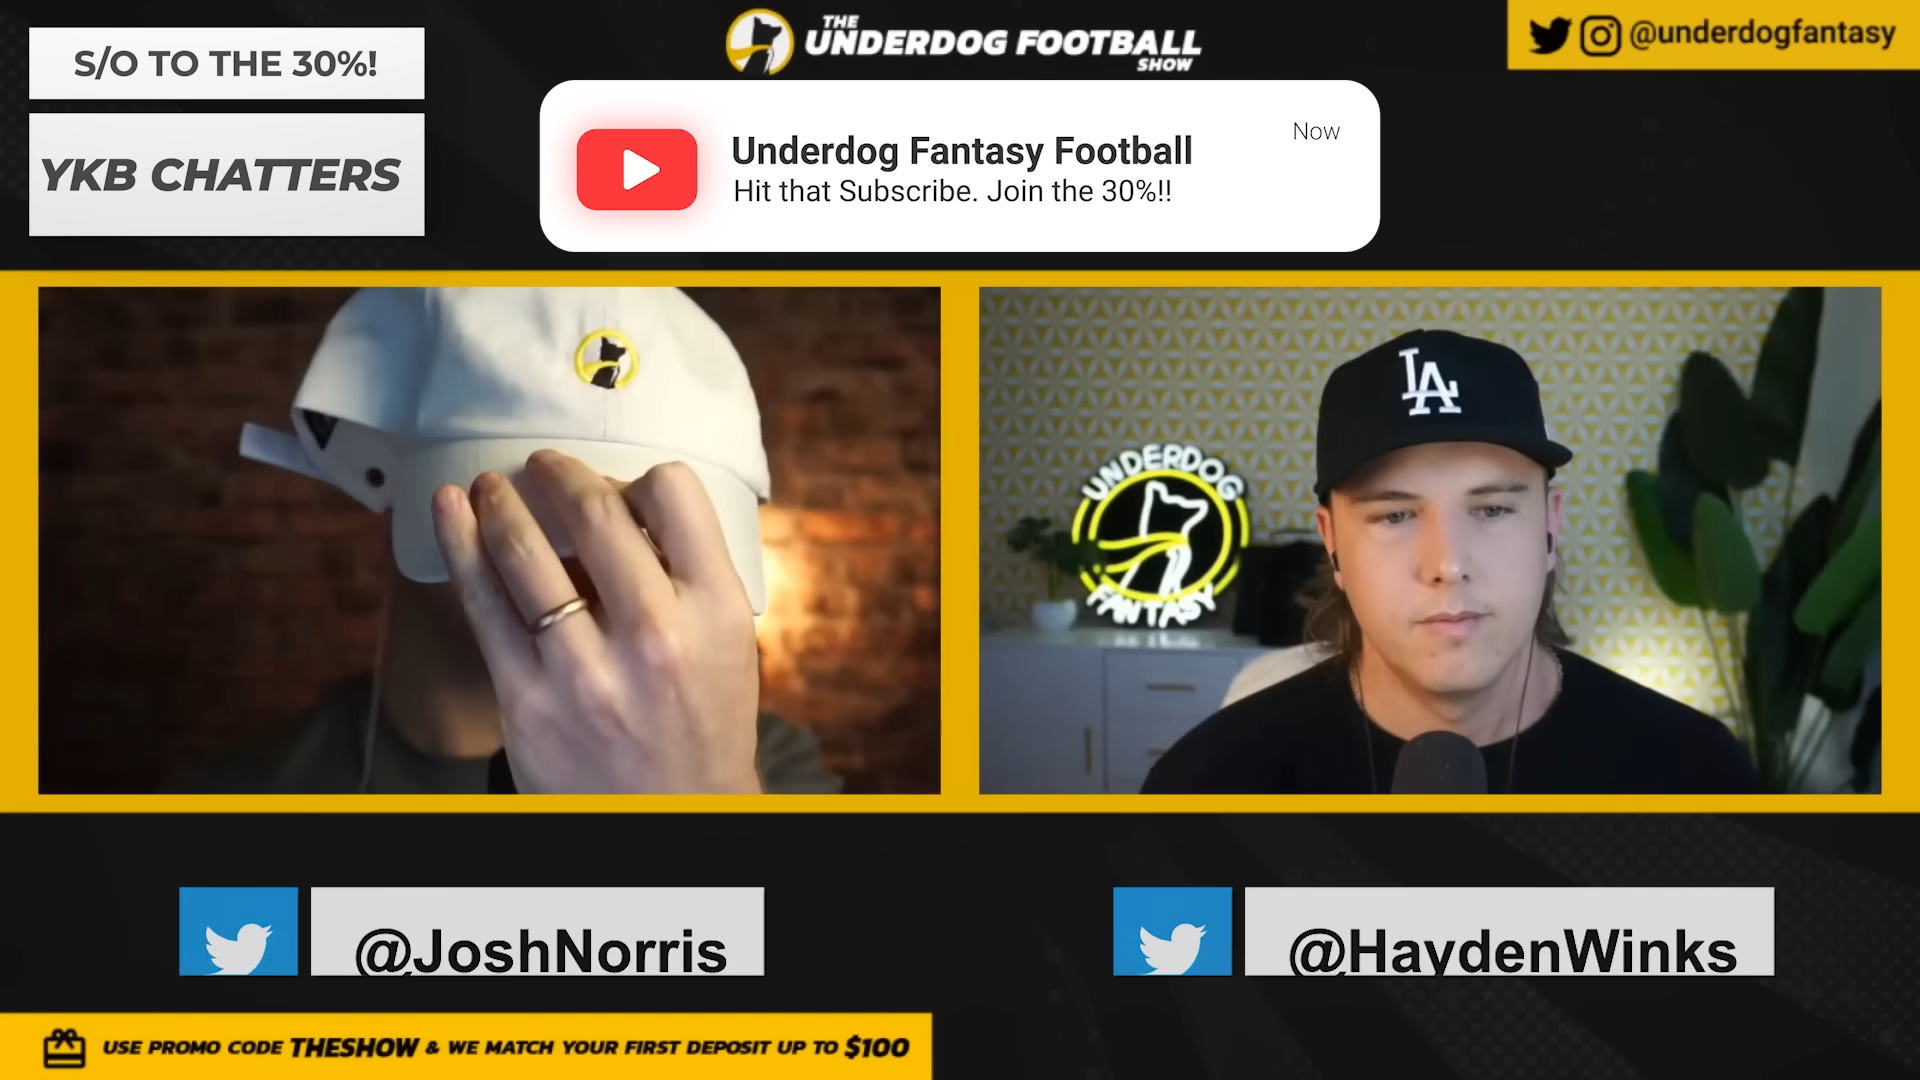 S/O TO THE 30%!
YKB CHATTERS
THE
UNDERDOG FOOTBALL
SHOW
@underdogfantasy
Underdog Fantasy Football
Now
Hit that Subscribe. Join the 30%!!
LA
UNDERDOG
FANTASY
@JoshNorris
@HaydenWinks
USE PROMO CODE THESHOW & WE MATCH YOUR FIRST DEPOSIT UP TO $100